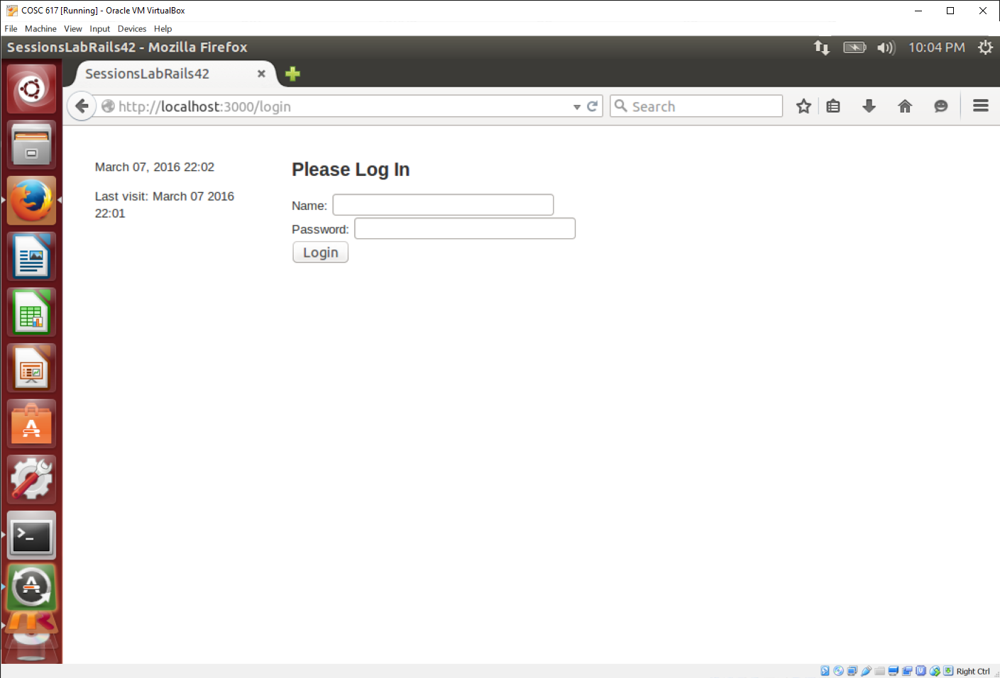 COSC 617 [Running] - Oracle VM VirtualBox
File Machine View Input Devices Help
SessionsLabRails42 - Mozilla Firefox
10:04 PM
SessionsLabRails42
http://localhost:3000/login
Search
March 07, 2016 22:02
Last visit: March 07 2016
22:01
Please Log In
Name:
Password:
Login
Right Ctrl